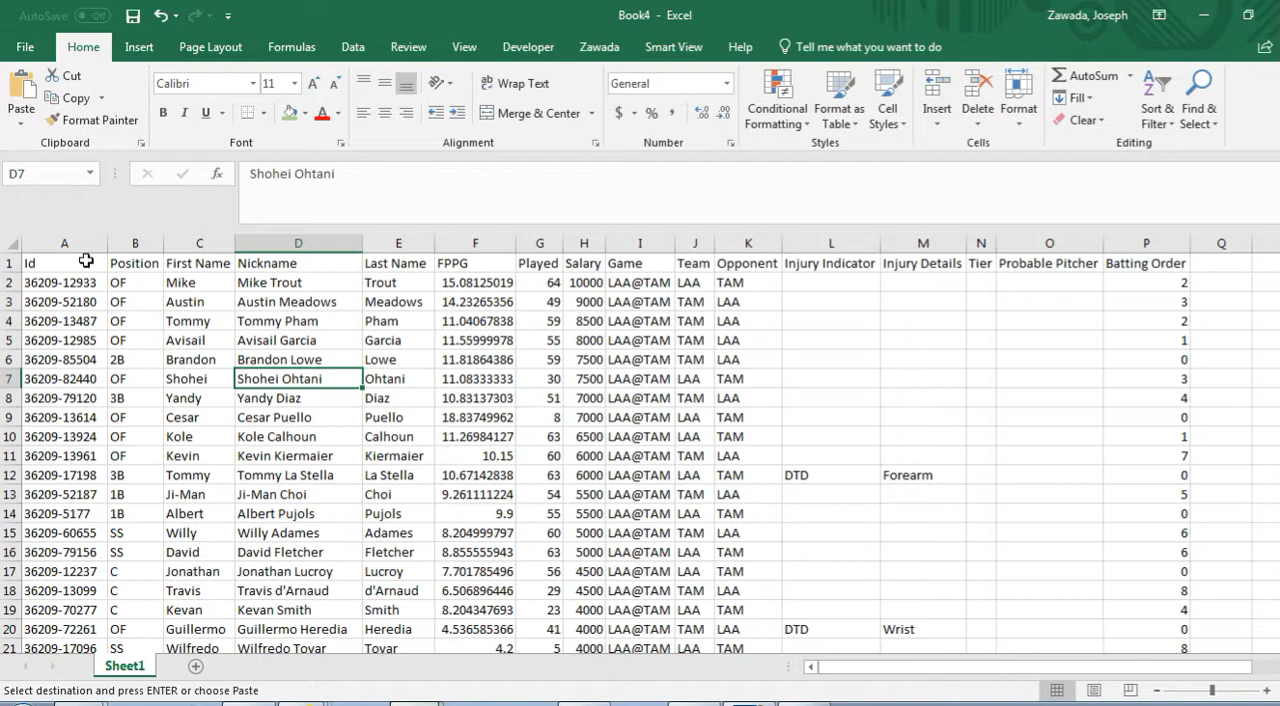 AutoSave Off Book4 - Excel Zawada, Joseph
File Home Insert Page Layout Formulas Data Review View Developer Zawada Smart View Help Tell me what you want to do
Paste Cut Copy Format Painter Clipboard
Calibri 11 B I U A Font
Wrap Text Merge & Center Alignment
General $ % , Number
Conditional Formatting Format as Table Cell Styles Styles
Insert Delete Format Cells
AutoSum Fill Clear Sort & Filter Find & Select Editing
D7 fx Shohei Ohtani
A B C D E F G H I J K L M N O P Q
1 Id Position First Name Nickname Last Name FPPG Played Salary Game Team Opponent Injury Indicator Injury Details Tier Probable Pitcher Batting Order
2 36209-12933 OF Mike Mike Trout Trout 15.08125019 64 10000 LAA@TAM LAA TAM 2
3 36209-52180 OF Austin Austin Meadows Meadows 14.23265356 49 9000 LAA@TAM TAM LAA 3
4 36209-13487 OF Tommy Tommy Pham Pham 11.04067838 59 8500 LAA@TAM TAM LAA 2
5 36209-12985 OF Avisail Avisail Garcia Garcia 11.55999978 55 8000 LAA@TAM TAM LAA 1
6 36209-85504 2B Brandon Brandon Lowe Lowe 11.81864386 59 7500 LAA@TAM TAM LAA 0
7 36209-82440 OF Shohei Shohei Ohtani Ohtani 11.08333333 30 7500 LAA@TAM LAA TAM 3
8 36209-79120 3B Yandy Yandy Diaz Diaz 10.83137303 51 7000 LAA@TAM TAM LAA 4
9 36209-13614 OF Cesar Cesar Puello Puello 18.83749962 8 7000 LAA@TAM LAA TAM 0
10 36209-13924 OF Kole Kole Calhoun Calhoun 11.26984127 63 6500 LAA@TAM LAA TAM 1
11 36209-13961 OF Kevin Kevin Kiermaier Kiermaier 10.15 60 6000 LAA@TAM TAM LAA 7
12 36209-17198 3B Tommy Tommy La Stella La Stella 10.67142838 63 6000 LAA@TAM LAA TAM DTD Forearm 0
13 36209-52187 1B Ji-Man Ji-Man Choi Choi 9.261111224 54 5500 LAA@TAM TAM LAA 5
14 36209-5177 1B Albert Albert Pujols Pujols 9.9 55 5500 LAA@TAM LAA TAM 0
15 36209-60655 SS Willy Willy Adames Adames 8.204999797 60 5000 LAA@TAM TAM LAA 6
16 36209-79156 SS David David Fletcher Fletcher 8.855555943 63 5000 LAA@TAM LAA TAM 6
17 36209-12237 C Jonathan Jonathan Lucroy Lucroy 7.701785496 56 4500 LAA@TAM LAA TAM 0
18 36209-13099 C Travis Travis d'Arnaud d'Arnaud 6.506896446 29 4500 LAA@TAM TAM LAA 8
19 36209-70277 C Kevan Kevan Smith Smith 8.204347693 23 4000 LAA@TAM LAA TAM 4
20 36209-72261 OF Guillermo Guillermo Heredia Heredia 4.536585366 41 4000 LAA@TAM TAM LAA DTD Wrist 0
21 36209-17096 SS Wilfredo Wilfredo Tovar Tovar 4.2 5 4000 LAA@TAM LAA TAM 8
Sheet1
Select destination and press ENTER or choose Paste